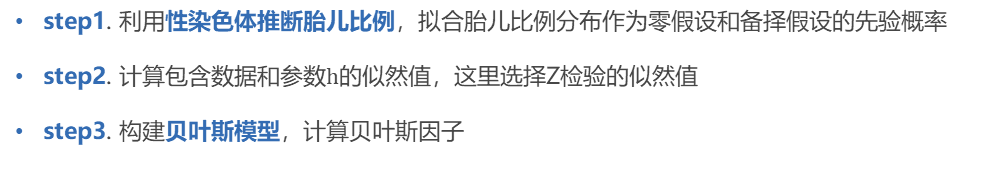 • step1. 利用性染色体推断胎儿比例，拟合胎儿比例分布作为零假设和备择假设的先验概率
• step2. 计算包含数据和参数h的似然值，这里选择Z检验的似然值
• step3. 构建贝叶斯模型，计算贝叶斯因子